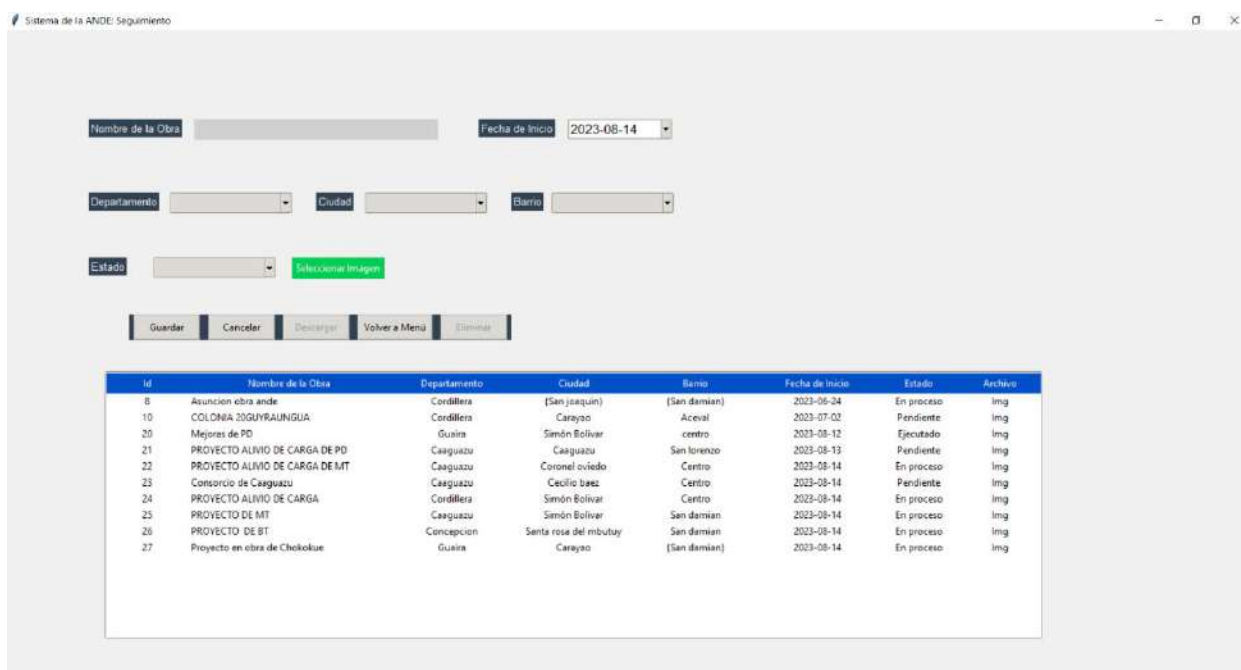 Sistema de la ANDE: Seguimiento
Nombre de la Obra
Fecha de Inicio 2023-08-14
Departamento Ciudad Barrio
Estado Seleccionar Imagen
Guardar Cancelar Descargar Volver a Menú Eliminar
Id Nombre de la Obra Departamento Ciudad Barrio Fecha de Inicio Estado Archivo
8 Asuncion obra ande Cordillera {San joaquin} {San damian} 2023-06-24 En proceso Img
10 COLONIA 20GUYRAUNGUA Cordillera Carayao Aceval 2023-07-02 Pendiente Img
20 Mejoras de PD Guaira Simón Bolivar centro 2023-08-12 Ejecutado Img
21 PROYECTO ALIVIO DE CARGA DE PD Caaguazu Caaguazu San lorenzo 2023-08-13 Pendiente Img
22 PROYECTO ALIVIO DE CARGA DE MT Caaguazu Coronel oviedo Centro 2023-08-14 En proceso Img
23 Consorcio de Caaguazu Caaguazu Cecilio baez Centro 2023-08-14 Pendiente Img
24 PROYECTO ALIVIO DE CARGA Cordillera Simón Bolivar Centro 2023-08-14 En proceso Img
25 PROYECTO DE MT Caaguazu Simón Bolivar San damian 2023-08-14 En proceso Img
26 PROYECTO DE BT Concepcion Santa rosa del mbutuy San damian 2023-08-14 En proceso Img
27 Proyecto en obra de Chokokue Guaira Carayao {San damian} 2023-08-14 En proceso Img